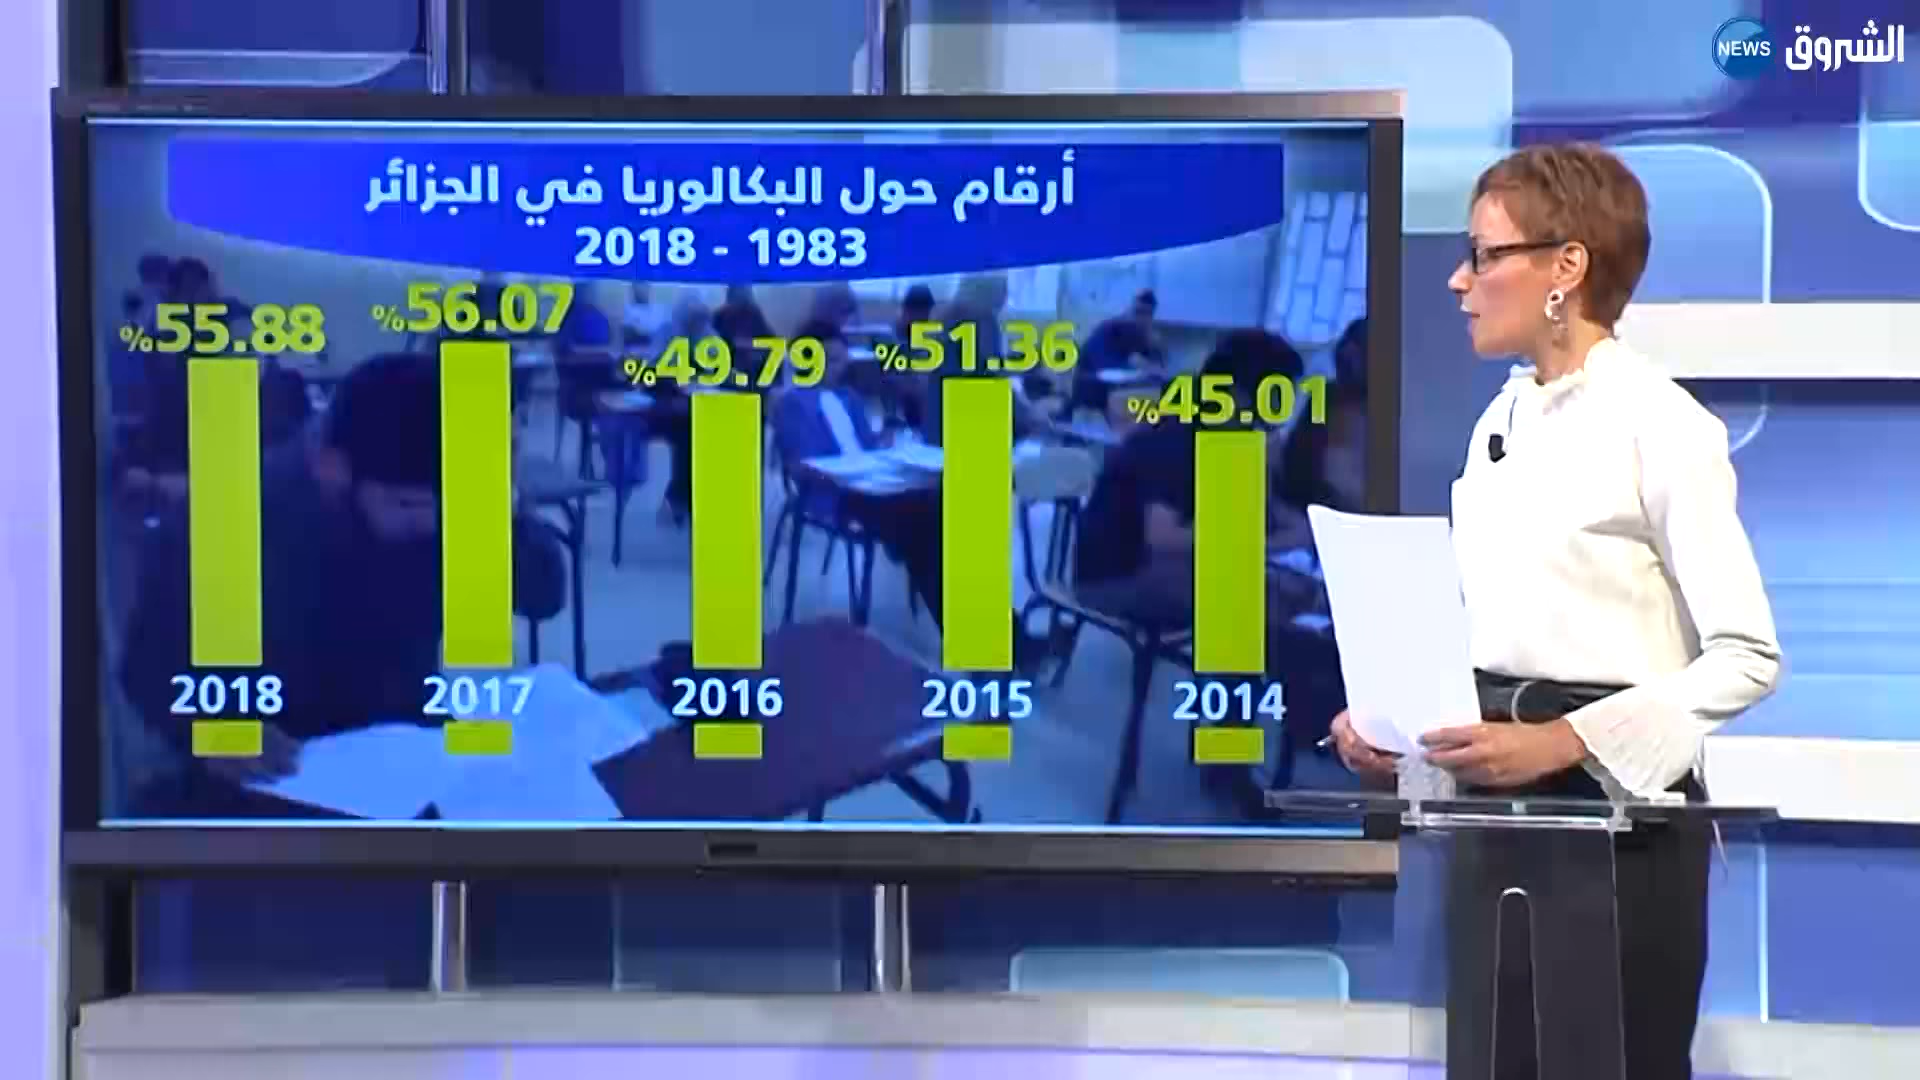 NEWS الشروق
أرقام حول البكالوريا في الجزائر
1983 - 2018
%55.88 %56.07 %49.79 %51.36 %45.01
2018 2017 2016 2015 2014